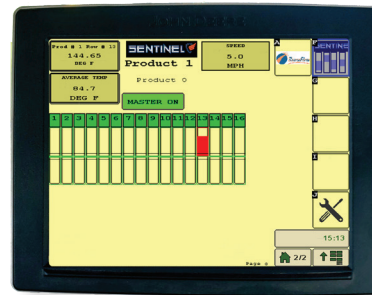 Prod # 1 Row # 13
144.65
DEG F
SENTINEL
Product 1
SPEED
5.0
MPH
AVERAGE TEMP
84.7
DEG F
Product 0
MASTER ON
1 2 3 4 5 6 7 8 9 10 11 12 13 14 15 16
A
SENTINE
G
H
I
J
15:13
2/2
Page